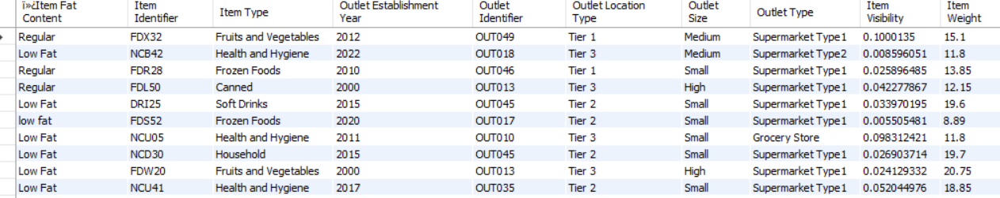 ï»¿Item Fat Content	Item Identifier	Item Type	Outlet Establishment Year	Outlet Identifier	Outlet Location Type	Outlet Size	Outlet Type	Item Visibility	Item Weight
Regular	FDX32	Fruits and Vegetables	2012	OUT049	Tier 1	Medium	Supermarket Type1	0.1000135	15.1
Low Fat	NCB42	Health and Hygiene	2022	OUT018	Tier 3	Medium	Supermarket Type2	0.008596051	11.8
Regular	FDR28	Frozen Foods	2010	OUT046	Tier 1	Small	Supermarket Type1	0.025896485	13.85
Regular	FDL50	Canned	2000	OUT013	Tier 3	High	Supermarket Type1	0.042277867	12.15
Low Fat	DRI25	Soft Drinks	2015	OUT045	Tier 2	Small	Supermarket Type1	0.033970195	19.6
low fat	FDS52	Frozen Foods	2020	OUT017	Tier 2	Small	Supermarket Type1	0.005505481	8.89
Low Fat	NCU05	Health and Hygiene	2011	OUT010	Tier 3	Small	Grocery Store	0.098312421	11.8
Low Fat	NCD30	Household	2015	OUT045	Tier 2	Small	Supermarket Type1	0.026903714	19.7
Low Fat	FDW20	Fruits and Vegetables	2000	OUT013	Tier 3	High	Supermarket Type1	0.024129332	20.75
Low Fat	NCU41	Health and Hygiene	2017	OUT035	Tier 2	Small	Supermarket Type1	0.052044976	18.85